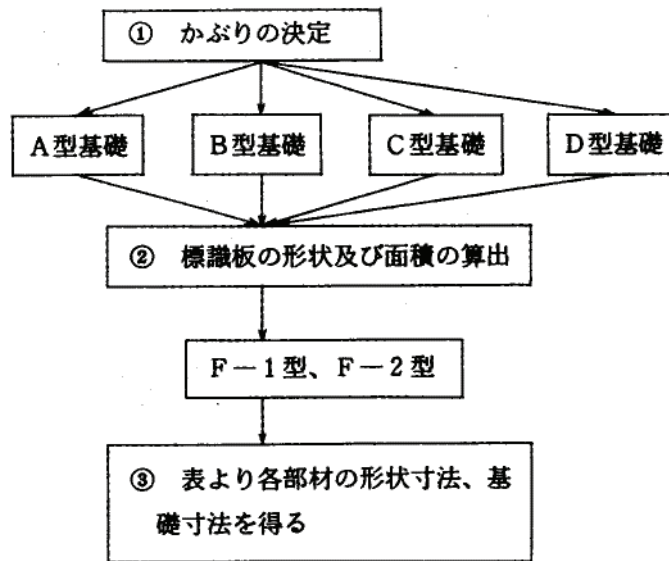 ① かぶりの決定
A型基礎
B型基礎
C型基礎
D型基礎
② 標識板の形状及び面積の算出
F－1型、F－2型
③ 表より各部材の形状寸法、基
礎寸法を得る